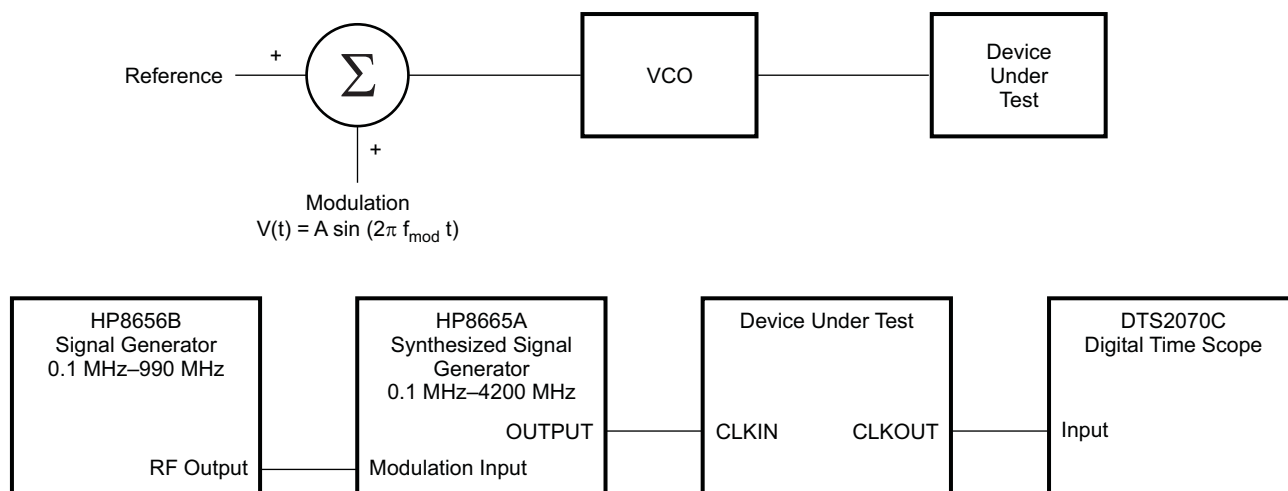 +
Reference
Σ
VCO
Device
Under
Test
+
Modulation
V(t) = A sin (2π f_mod t)
HP8656B
Signal Generator
0.1 MHz–990 MHz
RF Output
HP8665A
Synthesized Signal
Generator
0.1 MHz–4200 MHz
OUTPUT
Modulation Input
Device Under Test
CLKIN
CLKOUT
DTS2070C
Digital Time Scope
Input